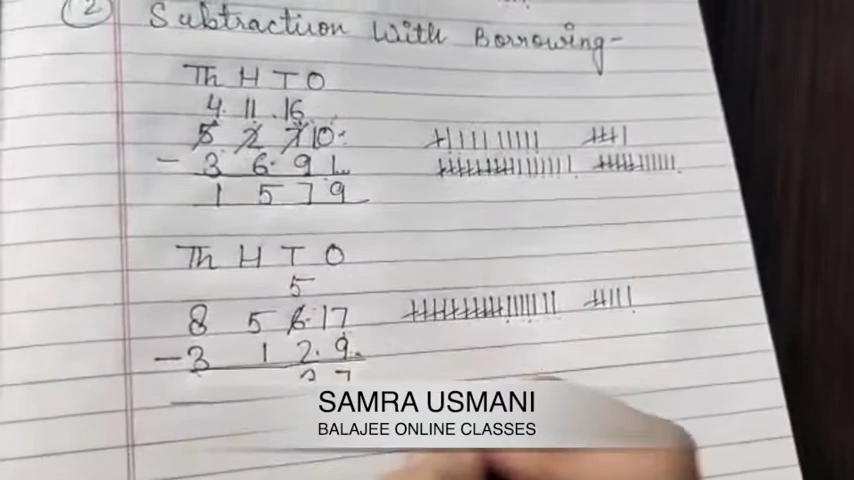 2
Subtraction With Borrowing-
Th H T O
4 11 16
5 2 7 10
- 3 6 9 1
1 5 7 9
Th H T O
5
8 5 6 17
- 3 1 2 9
SAMRA USMANI
BALAJEE ONLINE CLASSES